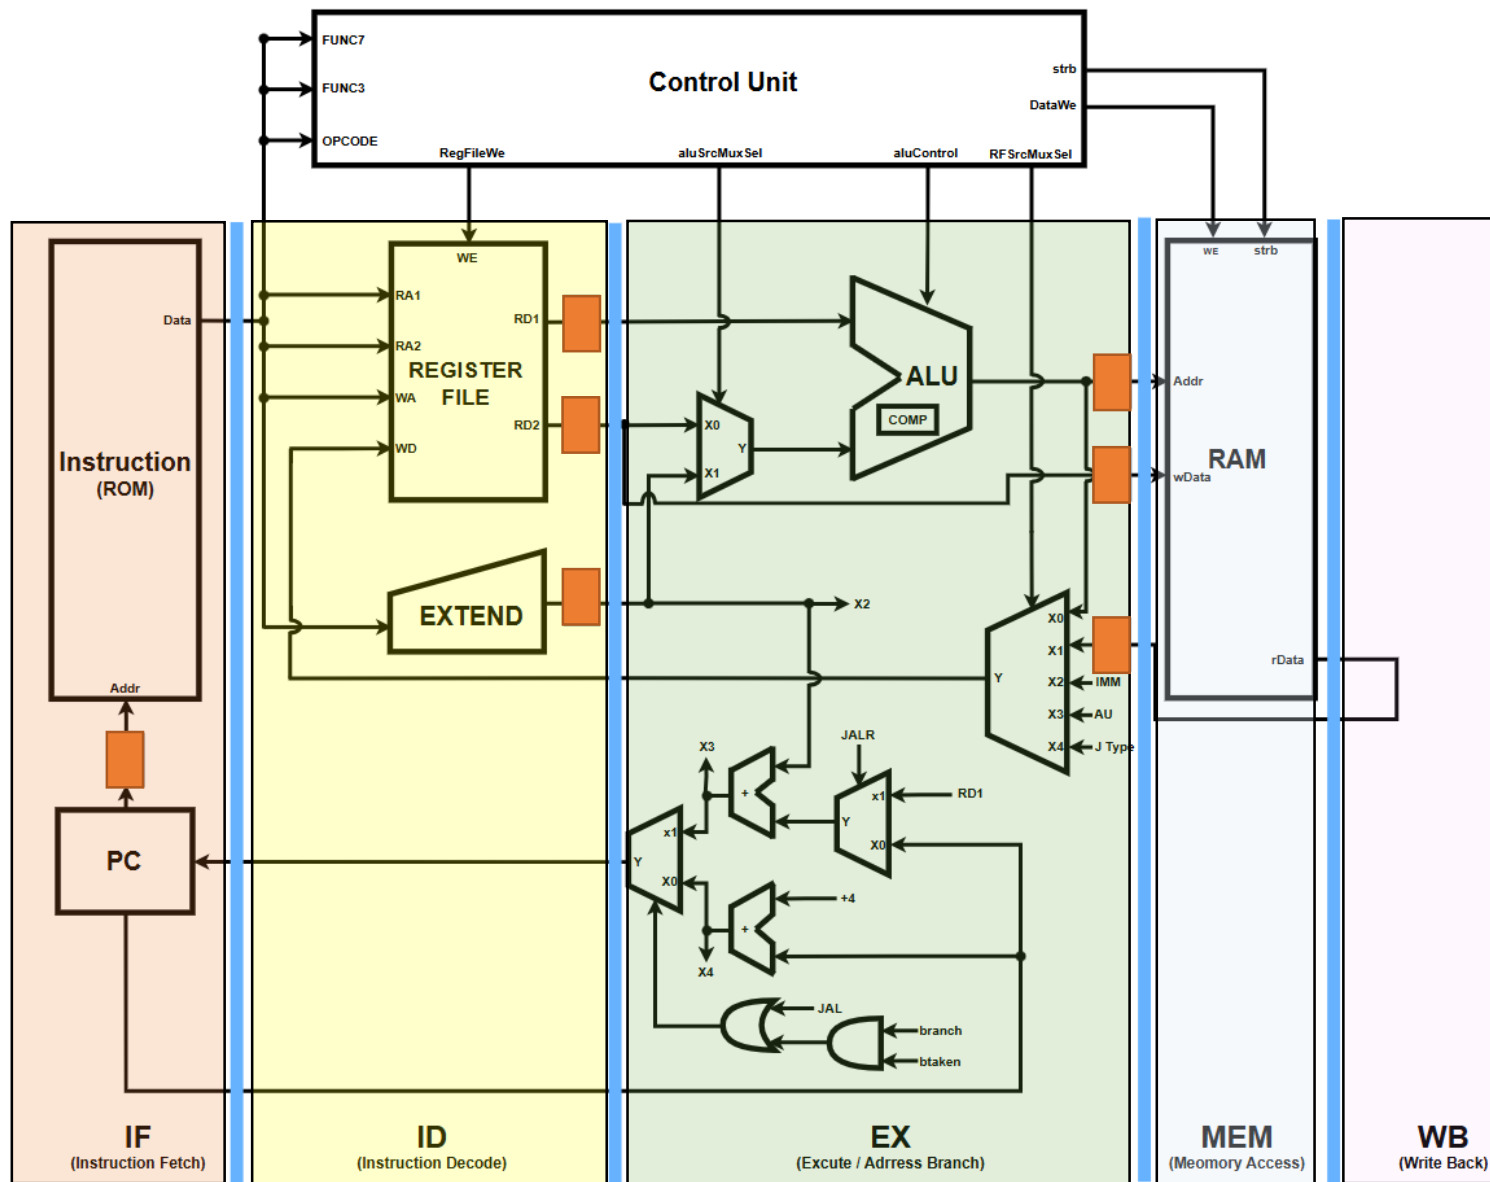 Control Unit
FUNC7
FUNC3
OPCODE
strb
DataWe
RegFileWe
aluSrcMuxSel
aluControl
RFSrcMuxSel
Instruction
(ROM)
Data
Addr
PC
WE
RA1
RA2
WA
WD
RD1
RD2
REGISTER
FILE
EXTEND
X0
X1
Y
ALU
COMP
X2
WE
strb
Addr
wData
RAM
rData
X0
X1
X2
X3
X4
Y
IMM
AU
J Type
JALR
x1
X0
Y
RD1
X3
+
x1
X0
Y
+
+4
X4
JAL
branch
btaken
IF
(Instruction Fetch)
ID
(Instruction Decode)
EX
(Excute / Adrress Branch)
MEM
(Meomory Access)
WB
(Write Back)